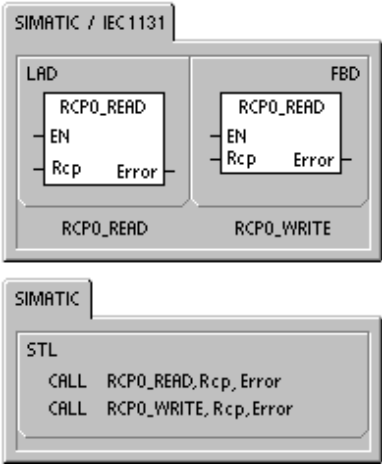 SIMATIC / IEC1131
LAD FBD
RCP0_READ RCP0_READ
EN EN
Rcp Error Rcp Error
RCP0_READ RCP0_WRITE
SIMATIC
STL
CALL RCP0_READ,Rcp,Error
CALL RCP0_WRITE,Rcp,Error